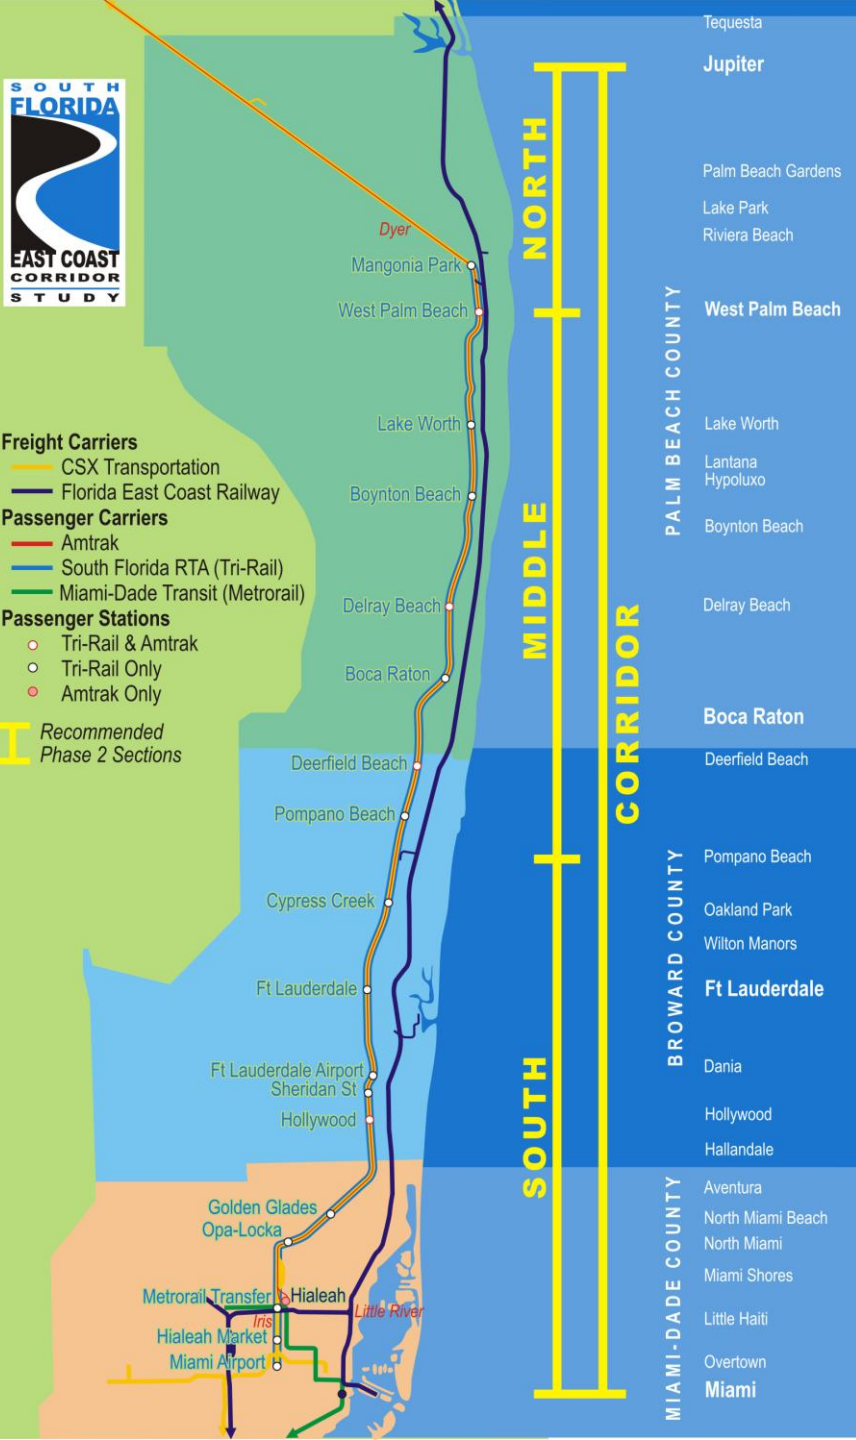 SOUTH
FLORIDA
EAST COAST
CORRIDOR
STUDY
Freight Carriers
CSX Transportation
Florida East Coast Railway
Passenger Carriers
Amtrak
South Florida RTA (Tri-Rail)
Miami-Dade Transit (Metrorail)
Passenger Stations
Tri-Rail & Amtrak
Tri-Rail Only
Amtrak Only
Recommended
Phase 2 Sections
Dyer
Mangonia Park
West Palm Beach
Lake Worth
Boynton Beach
Delray Beach
Boca Raton
Deerfield Beach
Pompano Beach
Cypress Creek
Ft Lauderdale
Ft Lauderdale Airport
Sheridan St
Hollywood
Golden Glades
Opa-Locka
Metrorail Transfer
Hialeah
Iris
Little River
Hialeah Market
Miami Airport
NORTH
MIDDLE
SOUTH
CORRIDOR
PALM BEACH COUNTY
BROWARD COUNTY
MIAMI-DADE COUNTY
Tequesta
Jupiter
Palm Beach Gardens
Lake Park
Riviera Beach
West Palm Beach
Lake Worth
Lantana
Hypoluxo
Boynton Beach
Delray Beach
Boca Raton
Deerfield Beach
Pompano Beach
Oakland Park
Wilton Manors
Ft Lauderdale
Dania
Hollywood
Hallandale
Aventura
North Miami Beach
North Miami
Miami Shores
Little Haiti
Overtown
Miami